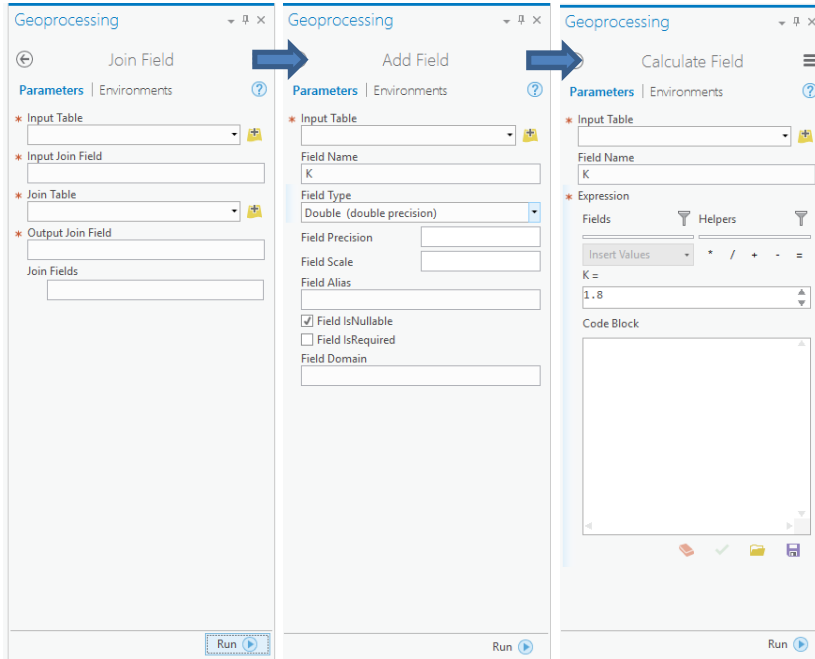 Geoprocessing
Join Field
Parameters | Environments
* Input Table
* Input Join Field
* Join Table
* Output Join Field
Join Fields
Run
Geoprocessing
Add Field
Parameters | Environments
* Input Table
Field Name
K
Field Type
Double (double precision)
Field Precision
Field Scale
Field Alias
Field IsNullable
Field IsRequired
Field Domain
Run
Geoprocessing
Calculate Field
Parameters | Environments
* Input Table
Field Name
K
* Expression
Fields Helpers
Insert Values * / + - =
K =
1.8
Code Block
Run